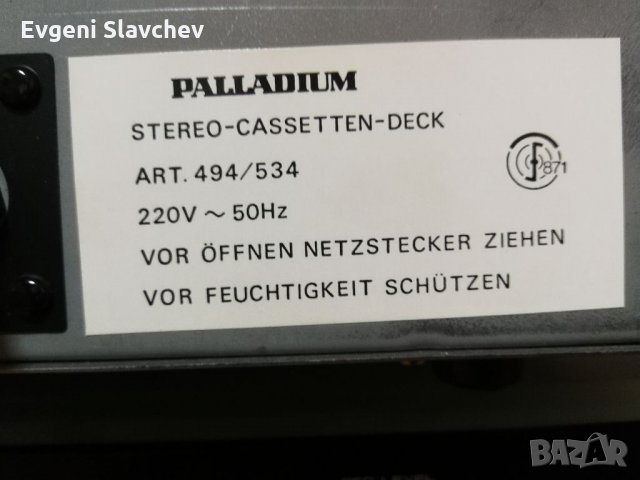 Evgeni Slavchev
PALLADIUM
STEREO-CASSETTEN-DECK
ART. 494/534
871
220V ~ 50Hz
VOR ÖFFNEN NETZSTECKER ZIEHEN
VOR FEUCHTIGKEIT SCHÜTZEN
BAZAR